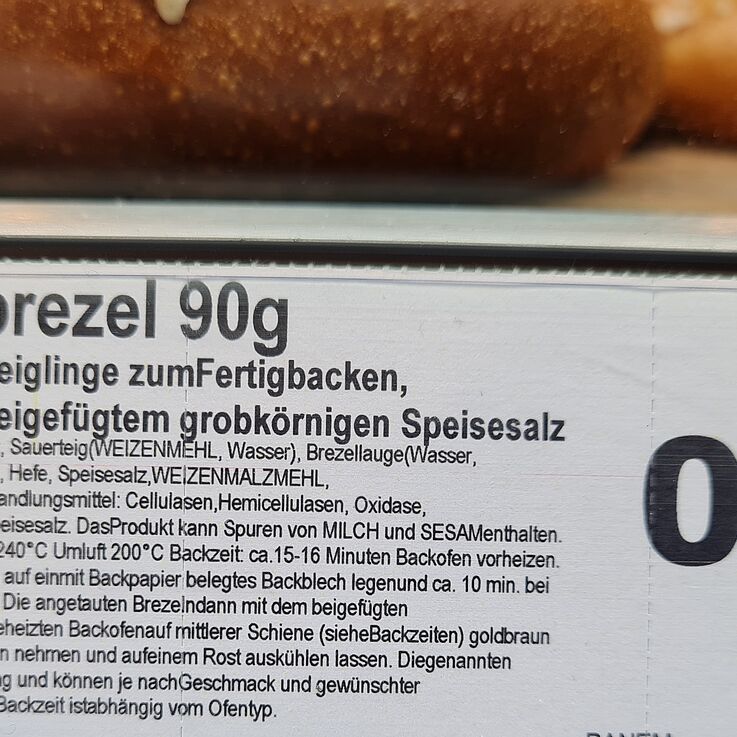 brezel 90g
eiglinge zumFertigbacken,
eigefügtem grobkörnigen Speisesalz
, Sauerteig(WEIZENMEHL, Wasser), Brezellauge(Wasser,
, Hefe, Speisesalz,WEIZENMALZMEHL,
andlungsmittel: Cellulasen,Hemicellulasen, Oxidase,
eisesalz. DasProdukt kann Spuren von MILCH und SESAMenthalten.
240°C Umluft 200°C Backzeit: ca.15-16 Minuten Backofen vorheizen.
auf einmit Backpapier belegtes Backblech legenund ca. 10 min. bei
Die angetauten Brezelndann mit dem beigefügten
eheizten Backofenauf mittlerer Schiene (sieheBackzeiten) goldbraun
n nehmen und aufeinem Rost auskühlen lassen. Diegenannten
ng und können je nachGeschmack und gewünschter
Backzeit istabhängig vom Ofentyp.
0